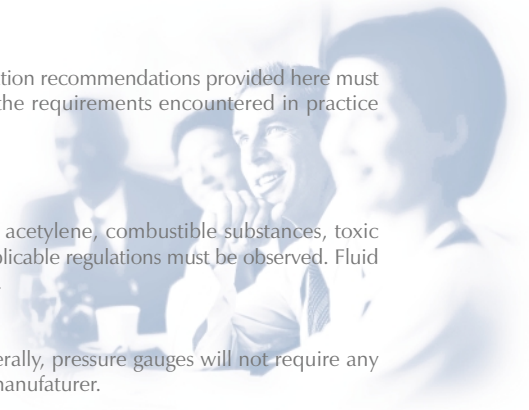 tion recommendations provided here must
the requirements encountered in practice
acetylene, combustible substances, toxic
plicable regulations must be observed. Fluid
.
erally, pressure gauges will not require any
manufaturer.